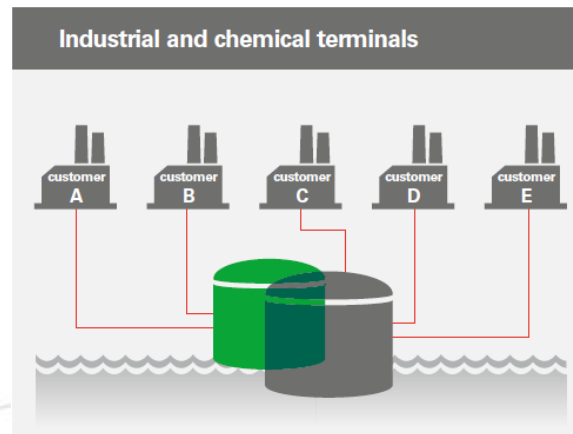 Industrial and chemical terminals
customer
A
customer
B
customer
C
customer
D
customer
E